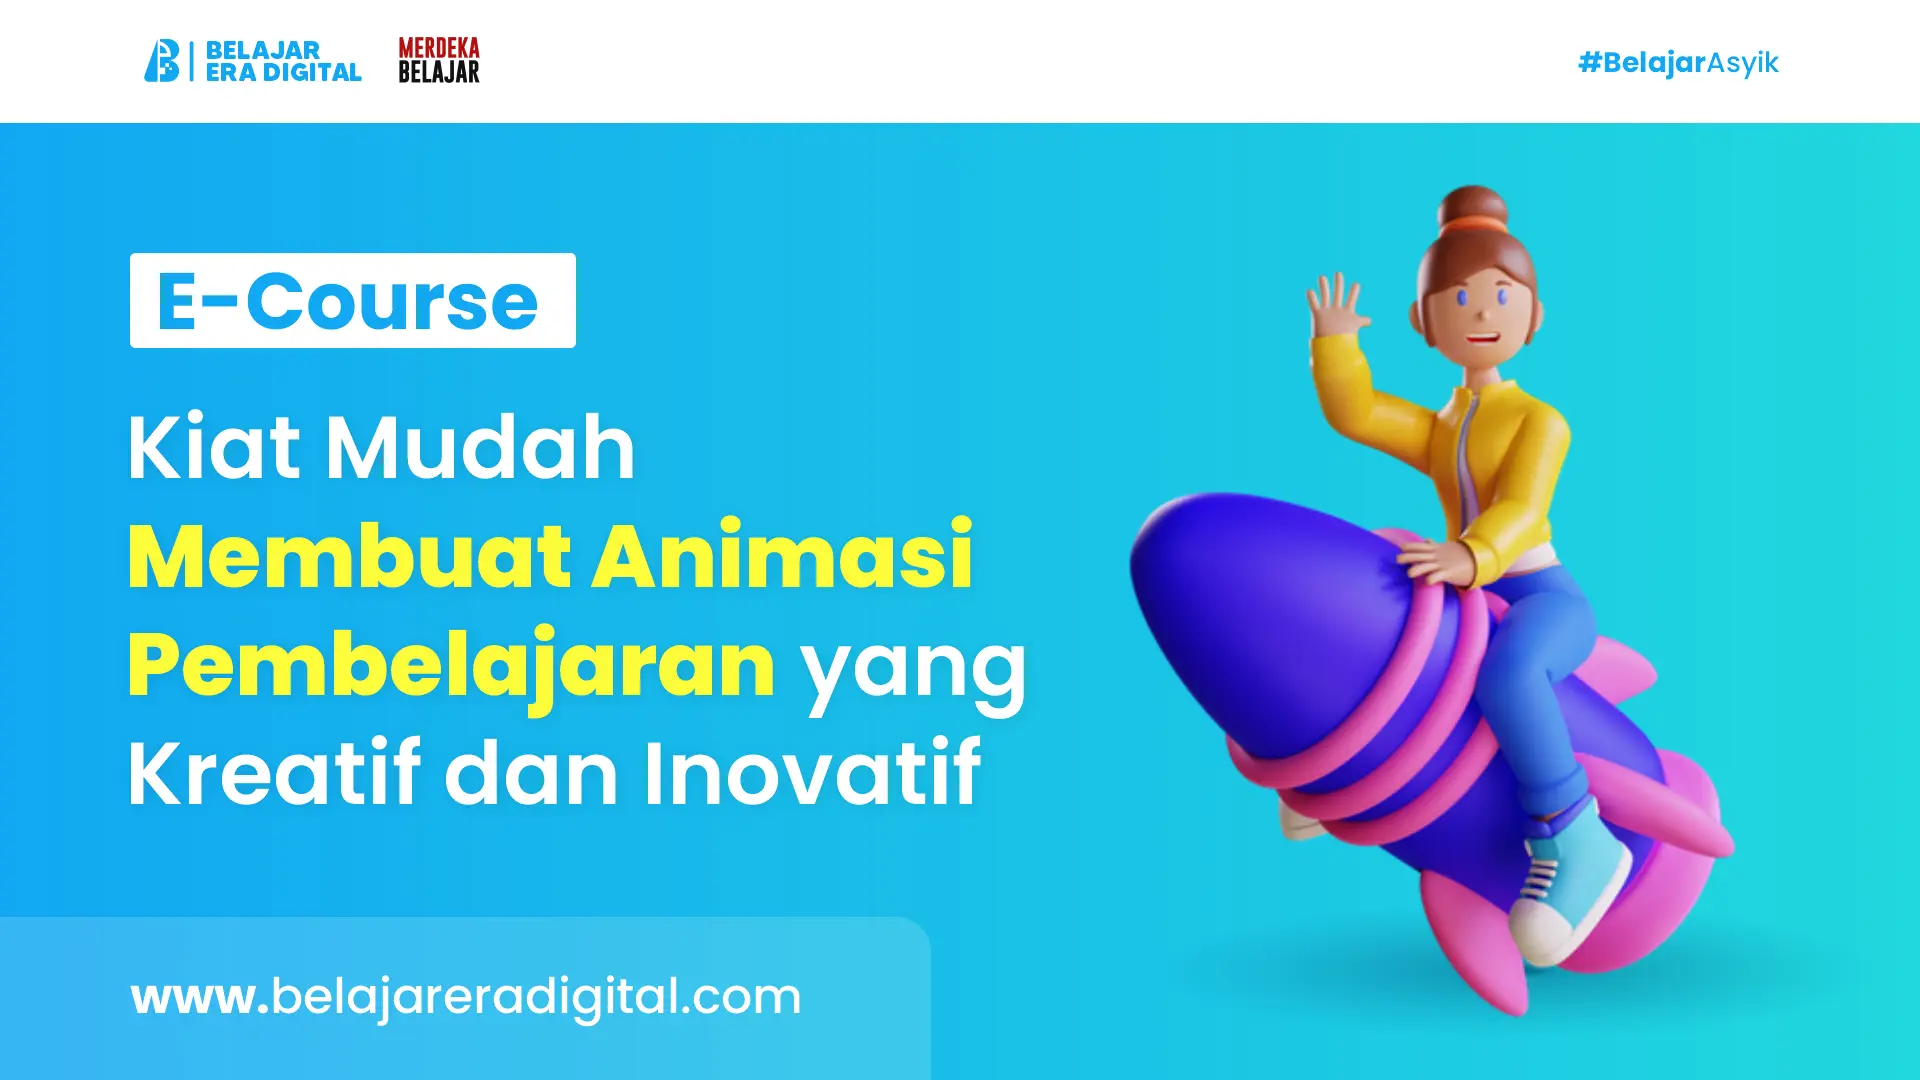 BELAJAR
ERA DIGITAL
MERDEKA
BELAJAR
#BelajarAsyik
E-Course
Kiat Mudah
Membuat Animasi
Pembelajaran yang
Kreatif dan Inovatif
www.belajareradigital.com